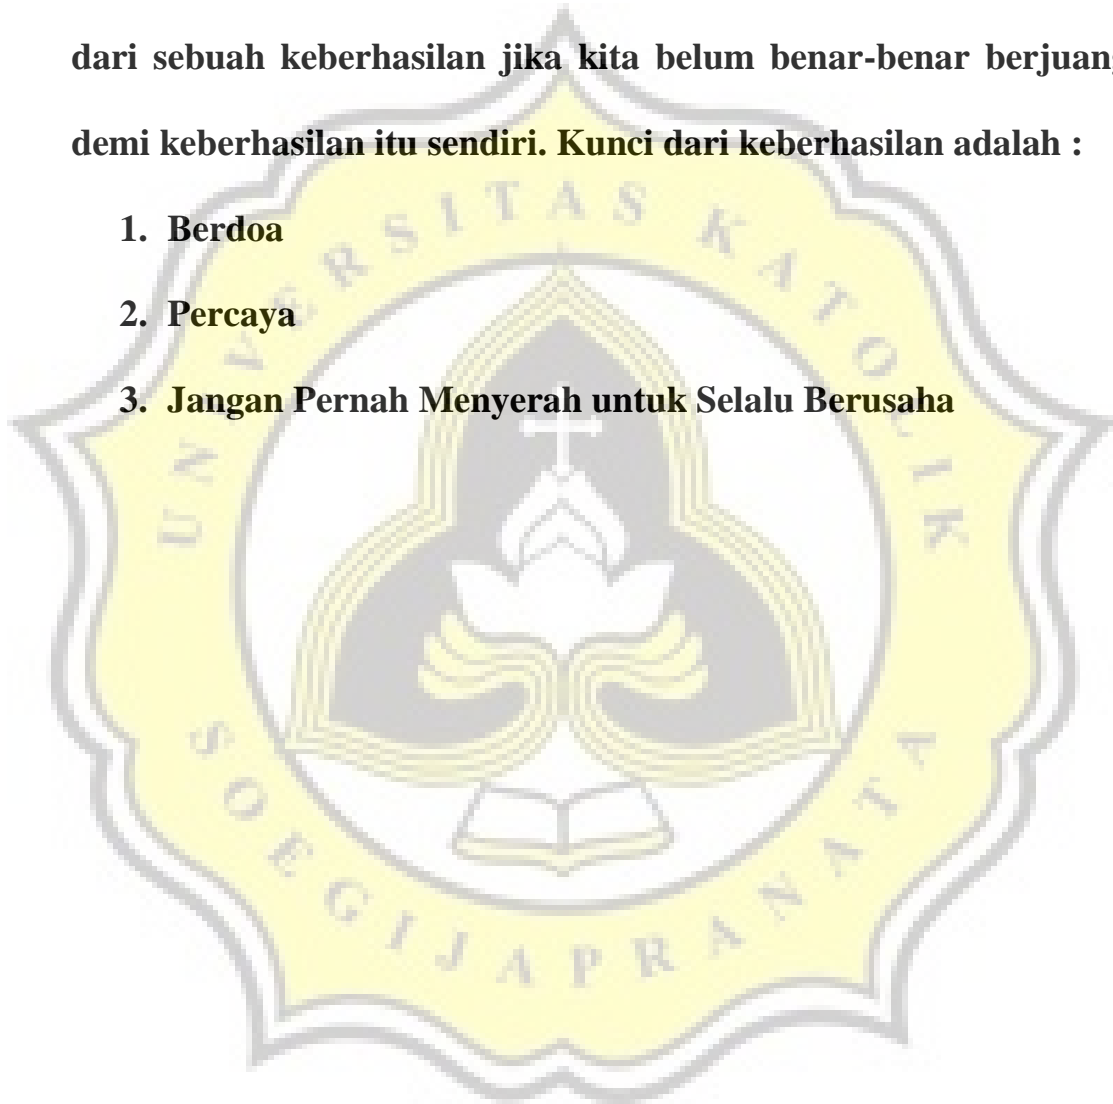 dari sebuah keberhasilan jika kita belum benar-benar berjuang
demi keberhasilan itu sendiri. Kunci dari keberhasilan adalah :
1. Berdoa
2. Percaya
3. Jangan Pernah Menyerah untuk Selalu Berusaha
UNIVERSITAS KATOLIK
SOEGIJAPRANATA